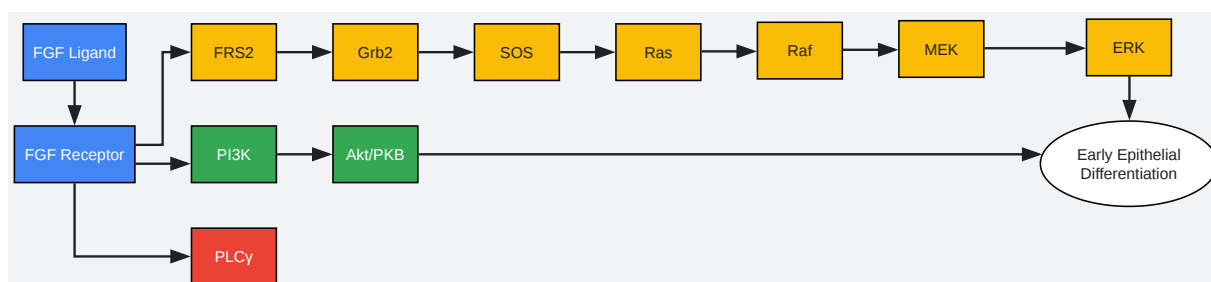 FGF Ligand
FRS2
Grb2
SOS
Ras
Raf
MEK
ERK
FGF Receptor
PI3K
Akt/PKB
Early Epithelial
Differentiation
PLCγ